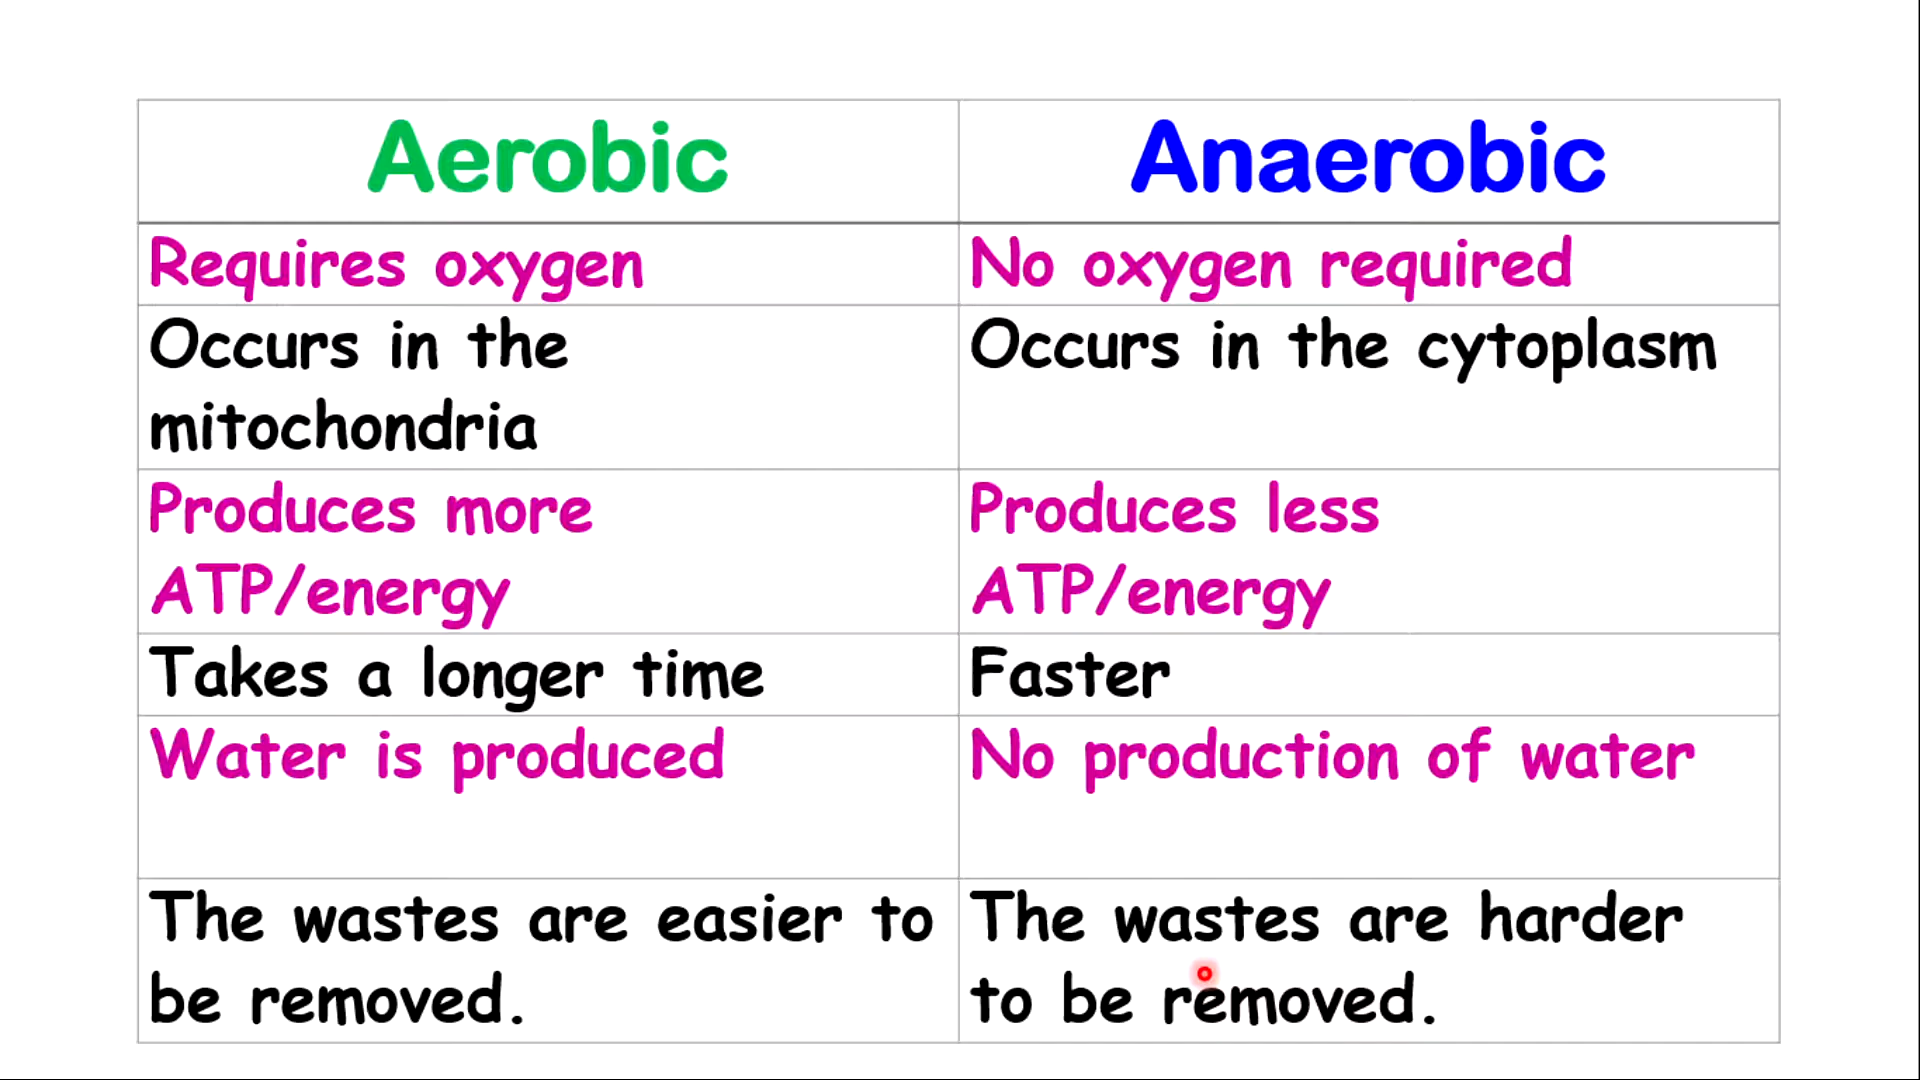 Aerobic
Anaerobic
Requires oxygen
No oxygen required
Occurs in the
mitochondria
Occurs in the cytoplasm
Produces more
ATP/energy
Produces less
ATP/energy
Takes a longer time
Faster
Water is produced
No production of water
The wastes are easier to
be removed.
The wastes are harder
to be removed.